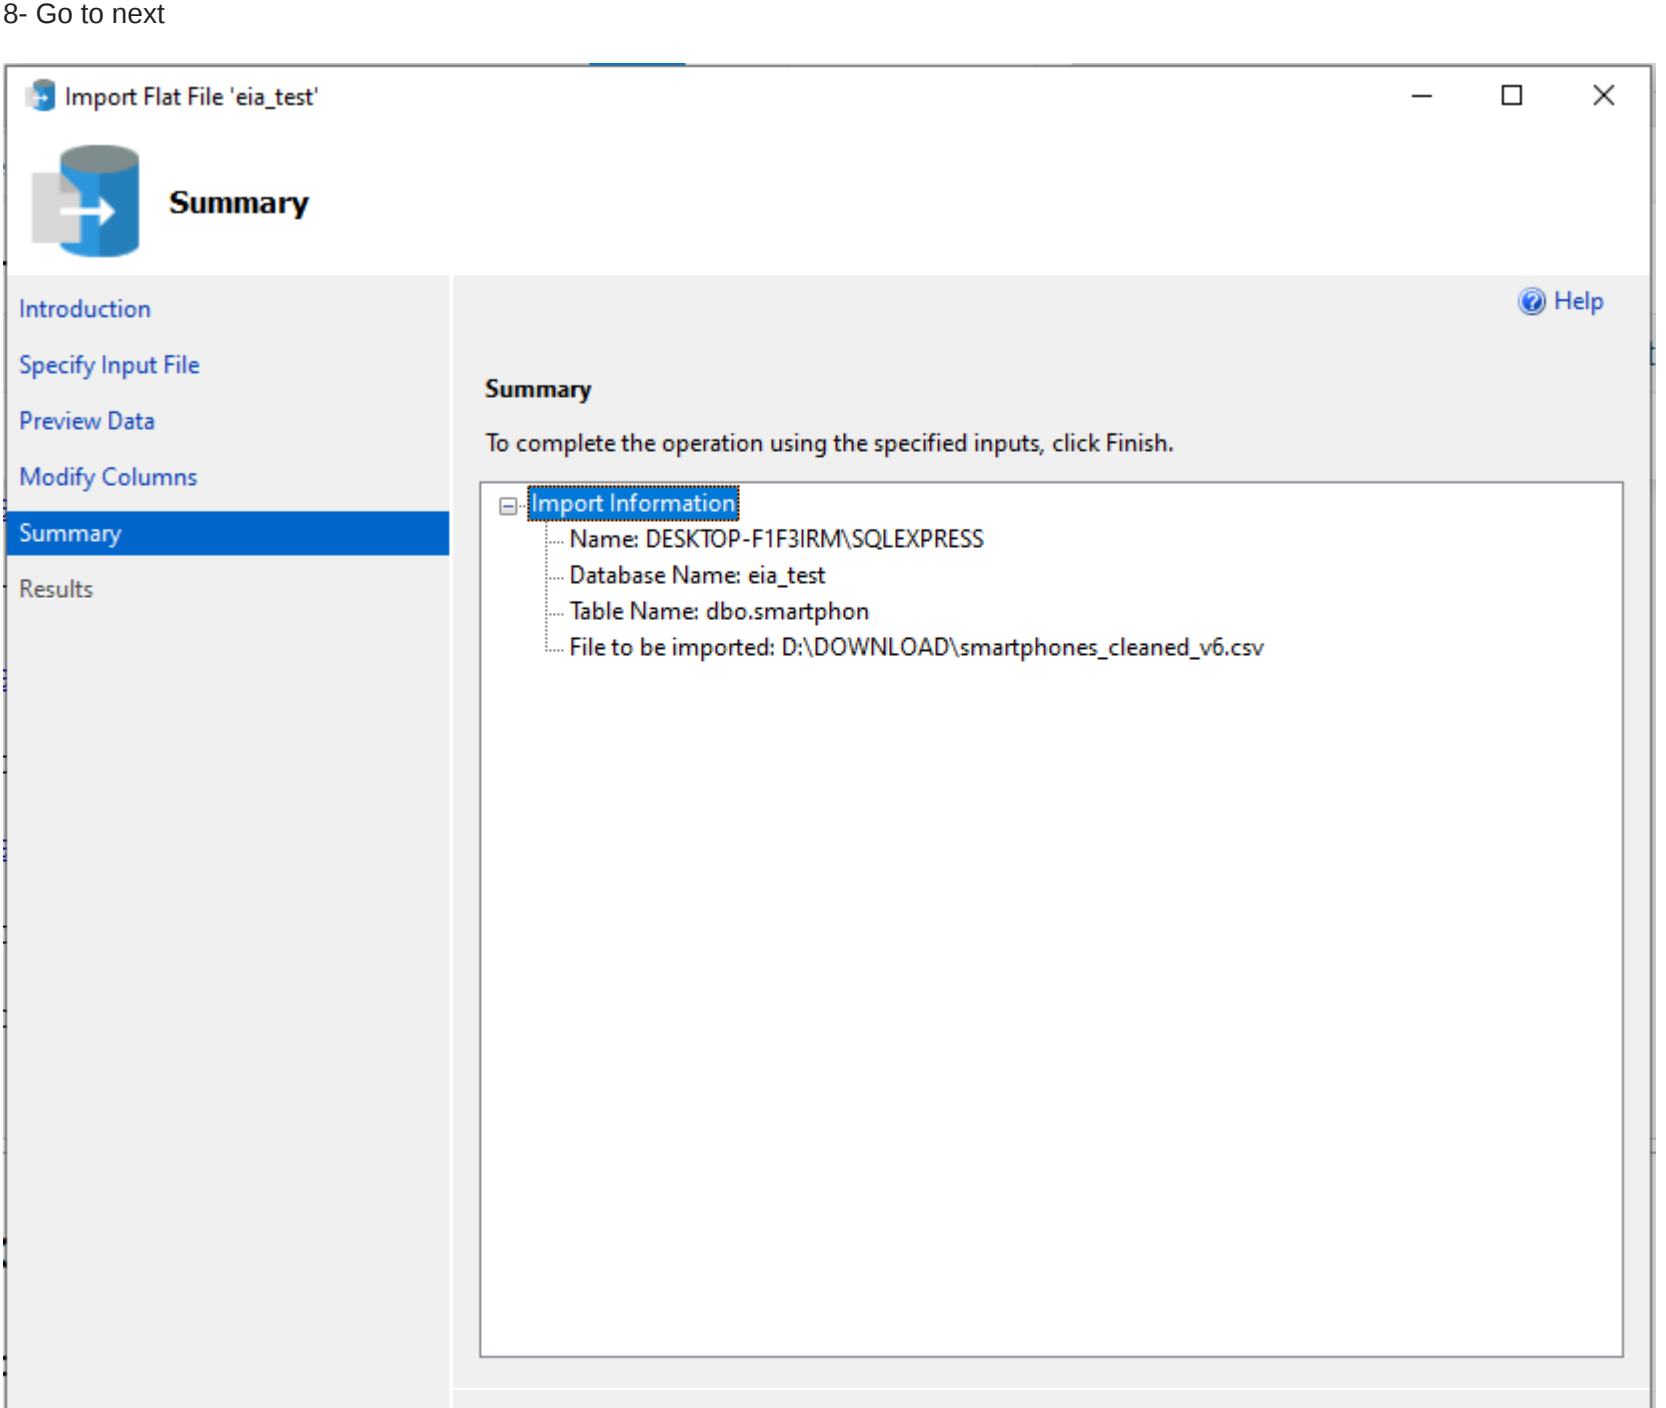 8- Go to next
Import Flat File 'eia_test'
Summary
Introduction
Help
Specify Input File
Preview Data
Modify Columns
Summary
Results
Summary
To complete the operation using the specified inputs, click Finish.
Import Information
Name: DESKTOP-F1F3IRM\SQLEXPRESS
Database Name: eia_test
Table Name: dbo.smartphon
File to be imported: D:\DOWNLOAD\smartphones_cleaned_v6.csv